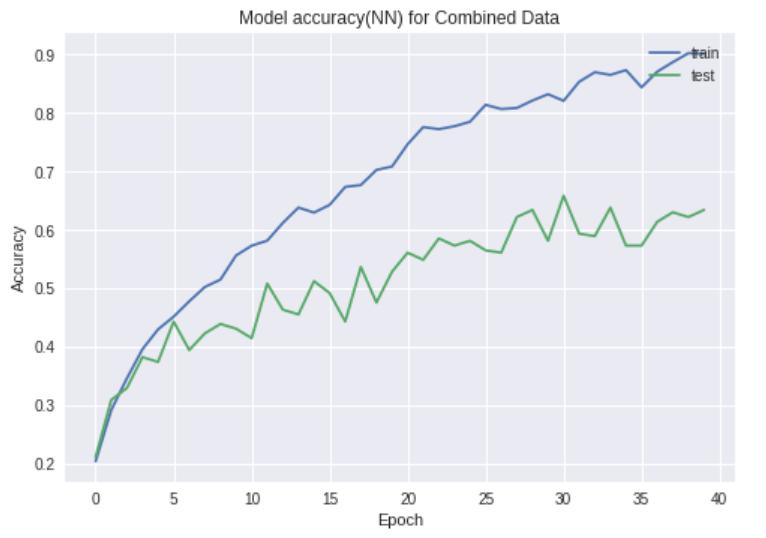 Model accuracy(NN) for Combined Data
0.9
0.8
0.7
0.6
0.5
0.4
0.3
0.2
Accuracy
train
test
0 5 10 15 20 25 30 35 40
Epoch